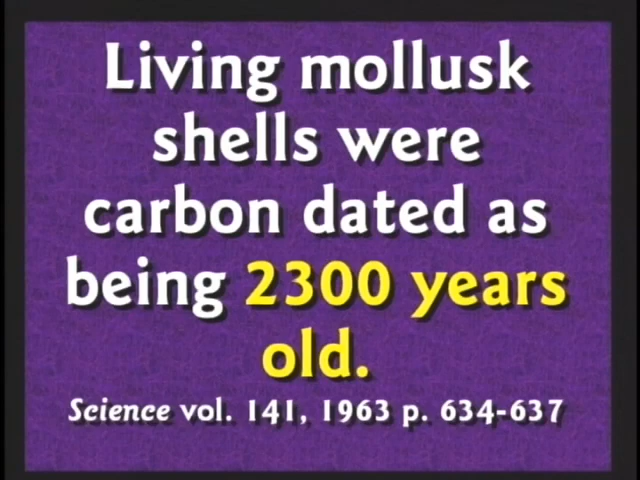 Living mollusk
shells were
carbon dated as
being 2300 years
old.
Science vol. 141, 1963 p. 634-637